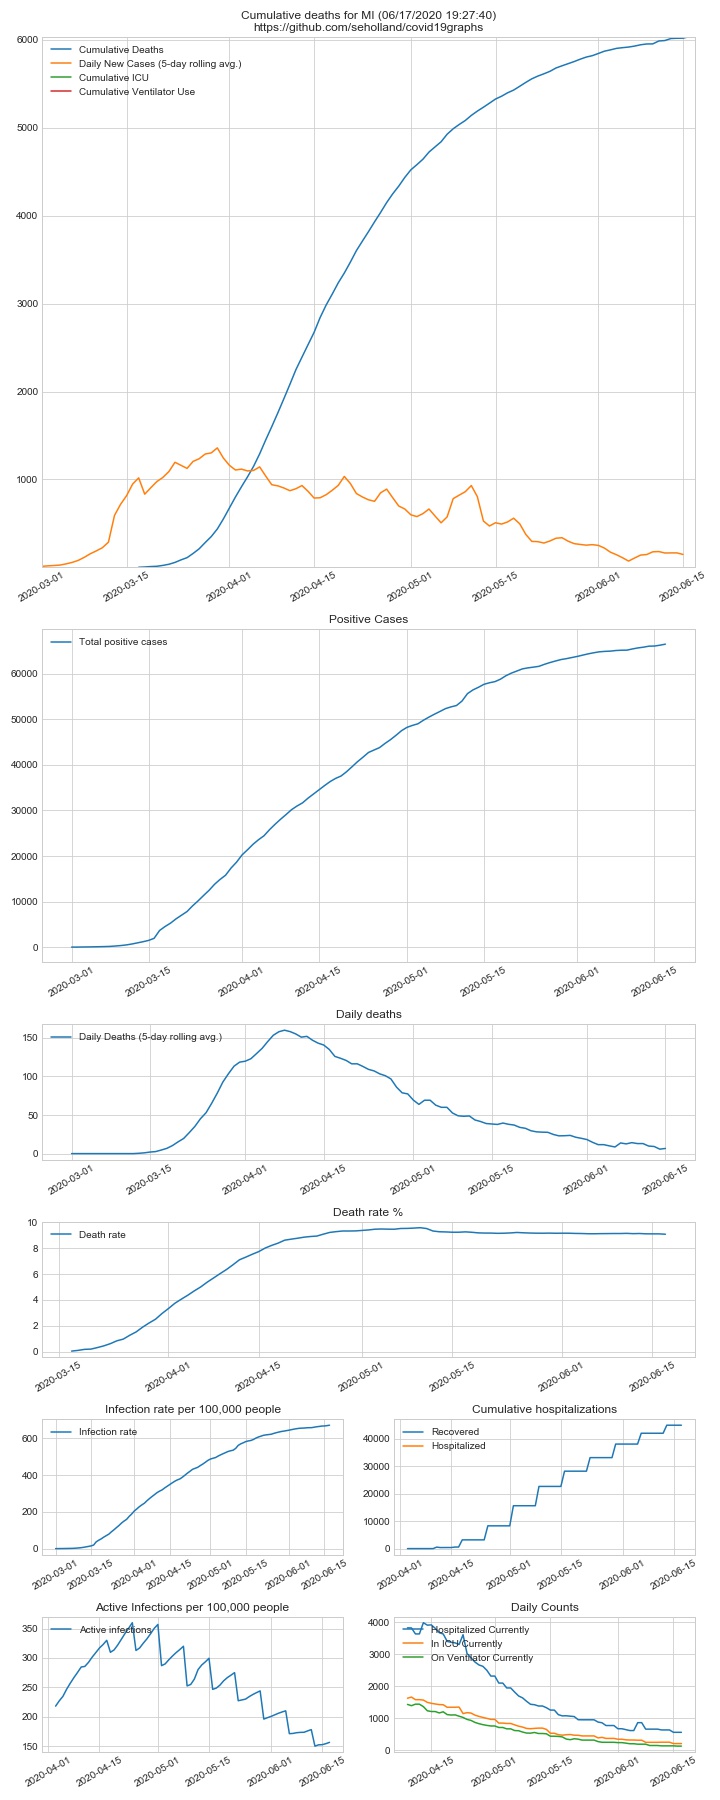 Cumulative deaths for MI (06/17/2020 19:27:40)
https://github.com/seholland/covid19graphs
Cumulative Deaths
Daily New Cases (5-day rolling avg.)
Cumulative ICU
Cumulative Ventilator Use
6000
5000
4000
3000
2000
1000
2020-03-01 2020-03-15 2020-04-01 2020-04-15 2020-05-01 2020-05-15 2020-06-01 2020-06-15
Positive Cases
Total positive cases
60000
50000
40000
30000
20000
10000
0
2020-03-01 2020-03-15 2020-04-01 2020-04-15 2020-05-01 2020-05-15 2020-06-01 2020-06-15
Daily deaths
Daily Deaths (5-day rolling avg.)
150
100
50
0
2020-03-01 2020-03-15 2020-04-01 2020-04-15 2020-05-01 2020-05-15 2020-06-01 2020-06-15
Death rate %
Death rate
10
8
6
4
2
0
2020-03-15 2020-04-01 2020-04-15 2020-05-01 2020-05-15 2020-06-01 2020-06-15
Infection rate per 100,000 people
Infection rate
600
400
200
0
2020-03-01 2020-03-15 2020-04-01 2020-04-15 2020-05-01 2020-05-15 2020-06-01 2020-06-15
Cumulative hospitalizations
Recovered
Hospitalized
40000
30000
20000
10000
0
2020-04-01 2020-04-15 2020-05-01 2020-05-15 2020-06-01 2020-06-15
Active Infections per 100,000 people
Active infections
350
300
250
200
150
2020-04-01 2020-04-15 2020-05-01 2020-05-15 2020-06-01 2020-06-15
Daily Counts
Hospitalized Currently
In ICU Currently
On Ventilator Currently
4000
3000
2000
1000
0
2020-04-15 2020-05-01 2020-05-15 2020-06-01 2020-06-15